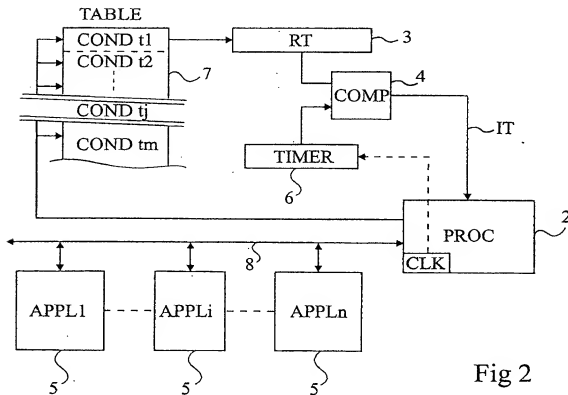 TABLE
COND t1
RT
3
COND t2
7
4
COMP
COND tj
IT
COND tm
TIMER
6
2
PROC
8
CLK
APPL1
APPLi
APPLn
5
5
5
Fig 2